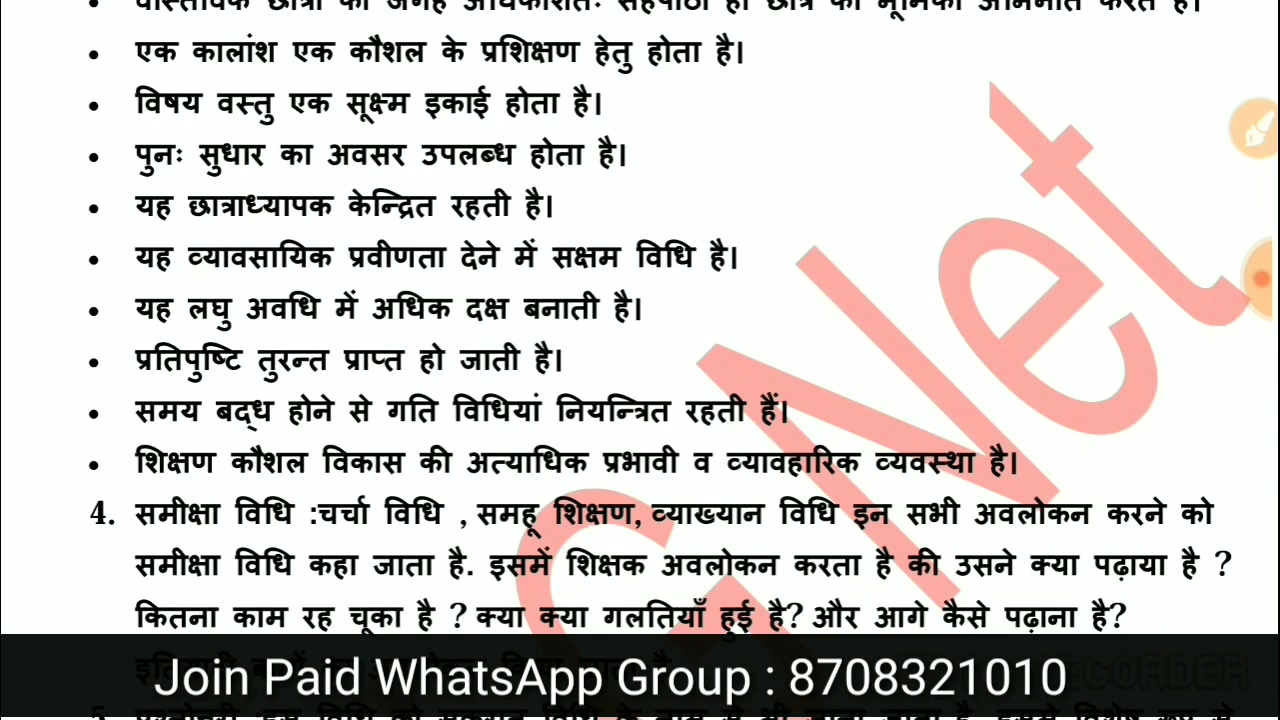 एक कालांश एक कौशल के प्रशिक्षण हेतु होता है।
विषय वस्तु एक सूक्ष्म इकाई होता है।
पुनः सुधार का अवसर उपलब्ध होता है।
यह छात्राध्यापक केन्द्रित रहती है।
यह व्यावसायिक प्रवीणता देने में सक्षम विधि है।
यह लघु अवधि में अधिक दक्ष बनाती है।
प्रतिपुष्टि तुरन्त प्राप्त हो जाती है।
समय बद्ध होने से गति विधियां नियन्त्रित रहती हैं।
शिक्षण कौशल विकास की अत्याधिक प्रभावी व व्यावहारिक व्यवस्था है।
4. समीक्षा विधि :चर्चा विधि , समहू शिक्षण, व्याख्यान विधि इन सभी अवलोकन करने को
समीक्षा विधि कहा जाता है. इसमें शिक्षक अवलोकन करता है की उसने क्या पढ़ाया है ?
कितना काम रह चूका है ? क्या क्या गलतियाँ हुई है? और आगे कैसे पढ़ाना है?
Join Paid WhatsApp Group : 8708321010
G Net